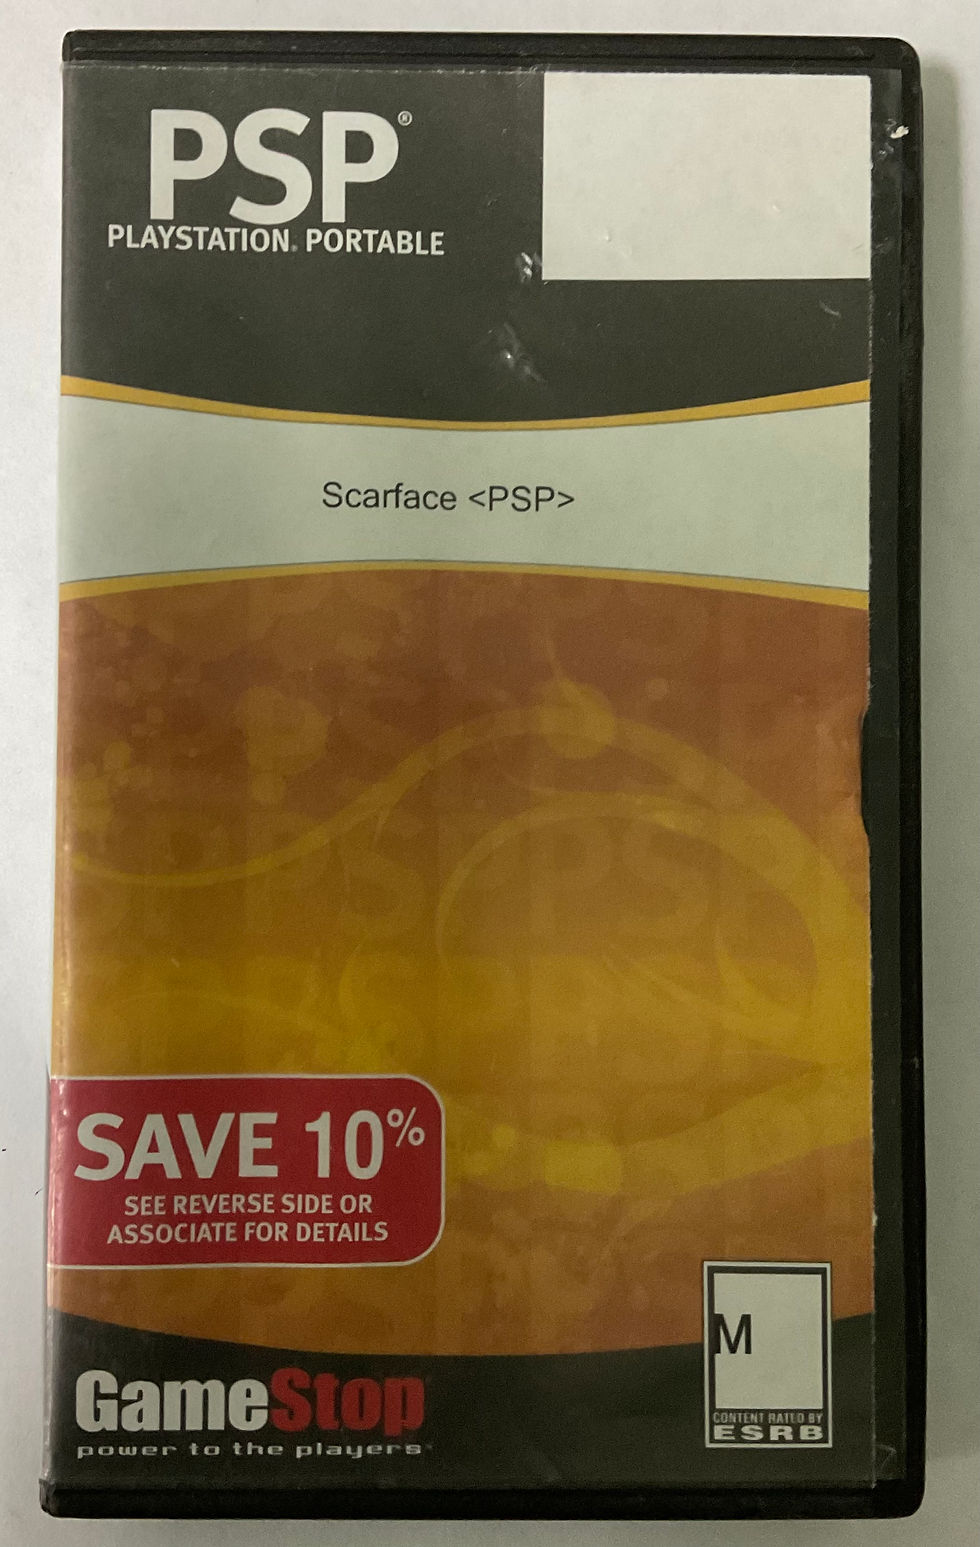 PSP®
PLAYSTATION® PORTABLE
Scarface <PSP>
SAVE 10%
SEE REVERSE SIDE OR
ASSOCIATE FOR DETAILS
GameStop
power to the players
M
CONTENT RATED BY
ESRB